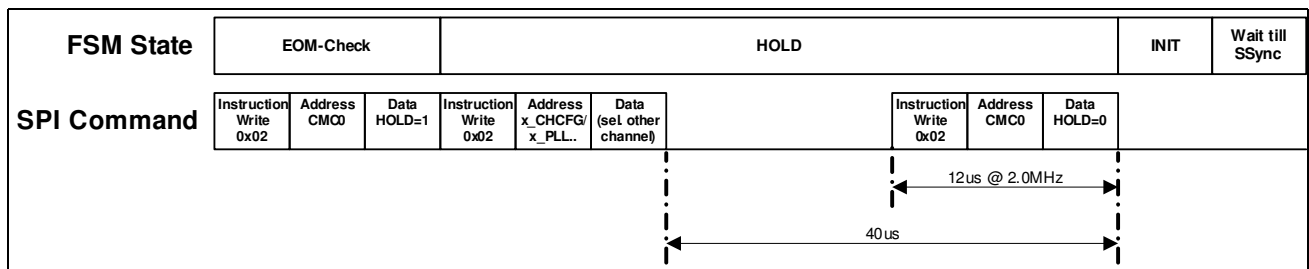 FSM State
EOM-Check
HOLD
INIT
Wait till
SSync
SPI Command
Instruction
Write
0x02
Address
CMC0
Data
HOLD=1
Instruction
Write
0x02
Address
x_CHCFG/
x_PLL..
Data
(sel. other
channel)
Instruction
Write
0x02
Address
CMC0
Data
HOLD=0
12us @ 2.0MHz
40us